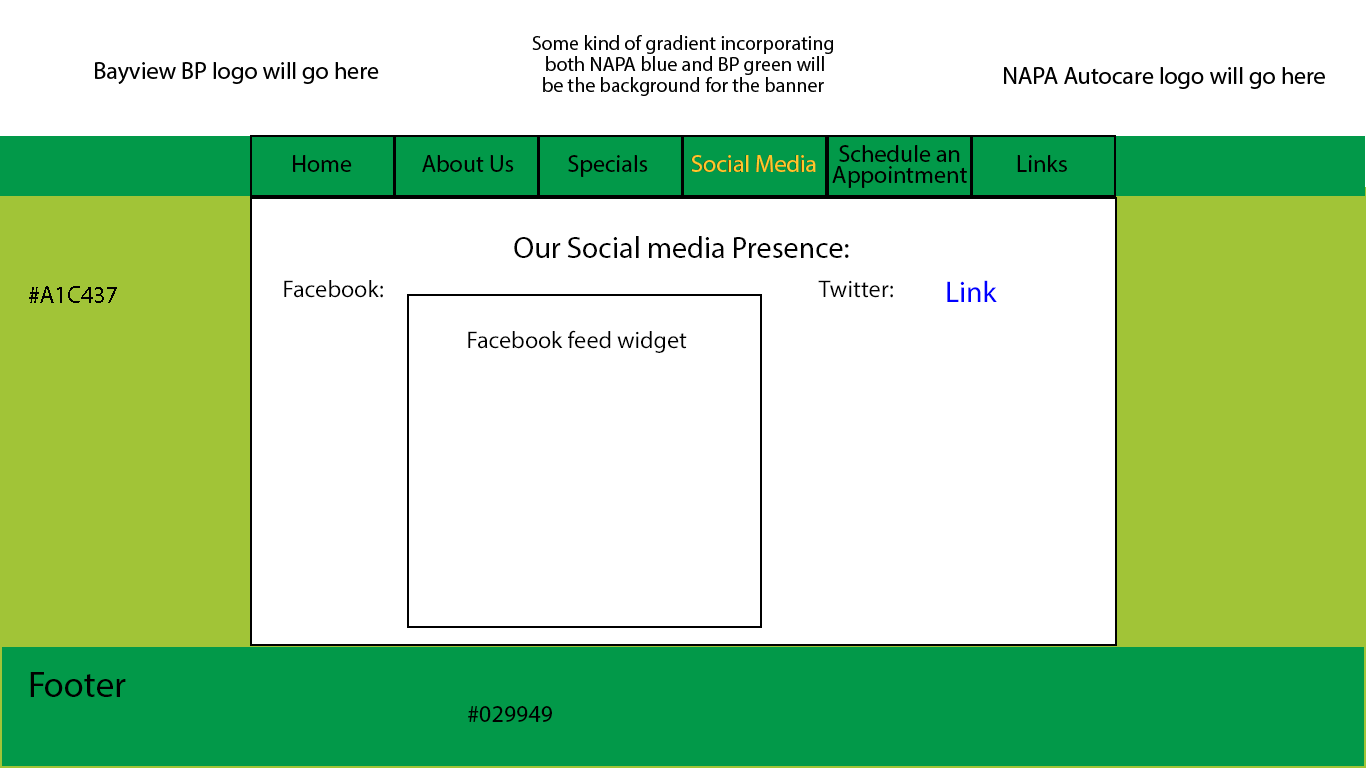 Bayview BP logo will go here
Some kind of gradient incorporating
both NAPA blue and BP green will
be the background for the banner
NAPA Autocare logo will go here
Home
About Us
Specials
Social Media
Schedule an
Appointment
Links
Our Social media Presence:
#A1C437
Facebook:
Twitter:
Link
Facebook feed widget
Footer
#029949